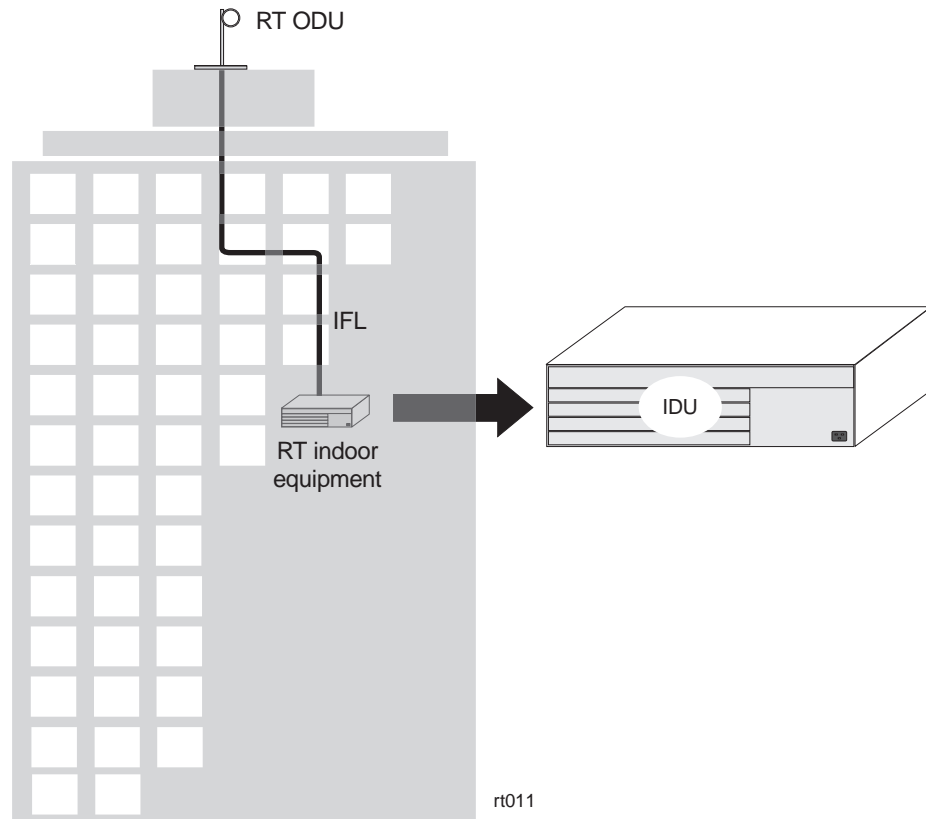 RT ODU
IFL
IDU
RT indoor
equipment
rt011